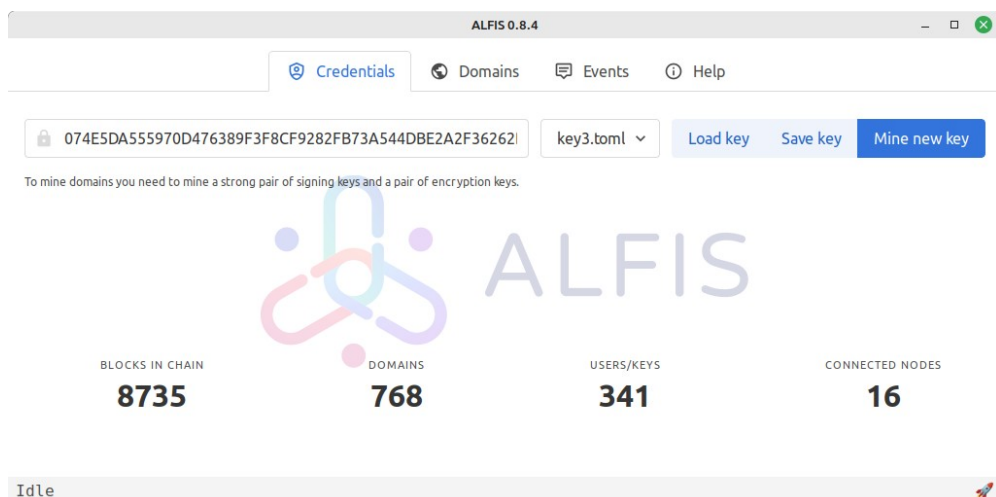 ALFIS 0.8.4
Credentials Domains Events Help
074E5DA555970D476389F3F8CF9282FB73A544DBE2A2F36262 key3.toml Load key Save key Mine new key
To mine domains you need to mine a strong pair of signing keys and a pair of encryption keys.
ALFIS
BLOCKS IN CHAIN DOMAINS USERS/KEYS CONNECTED NODES
8735 768 341 16
Idle